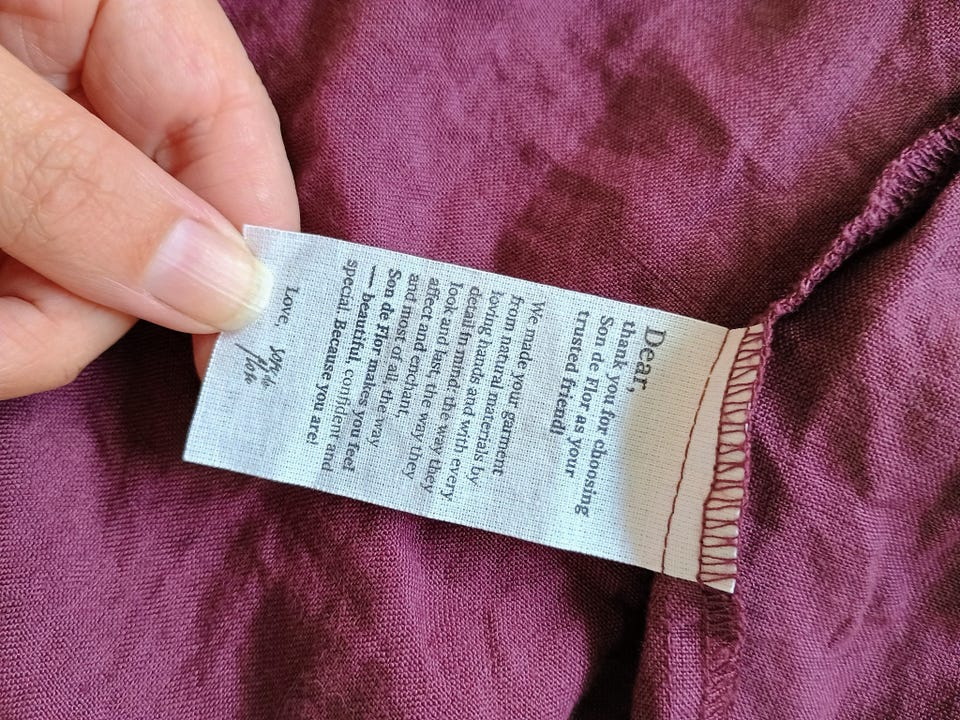 Dear,
thank you for choosing
Son de Flor as your
trusted friend!
We made your garment
from natural materials by
loving hands and with every
detail in mind: the way they
look and last, the way they
affect and enchant,
and most of all, the way
Son de Flor makes you feel
— beautiful, confident and
special. Because you are!
Love,
son de
flor